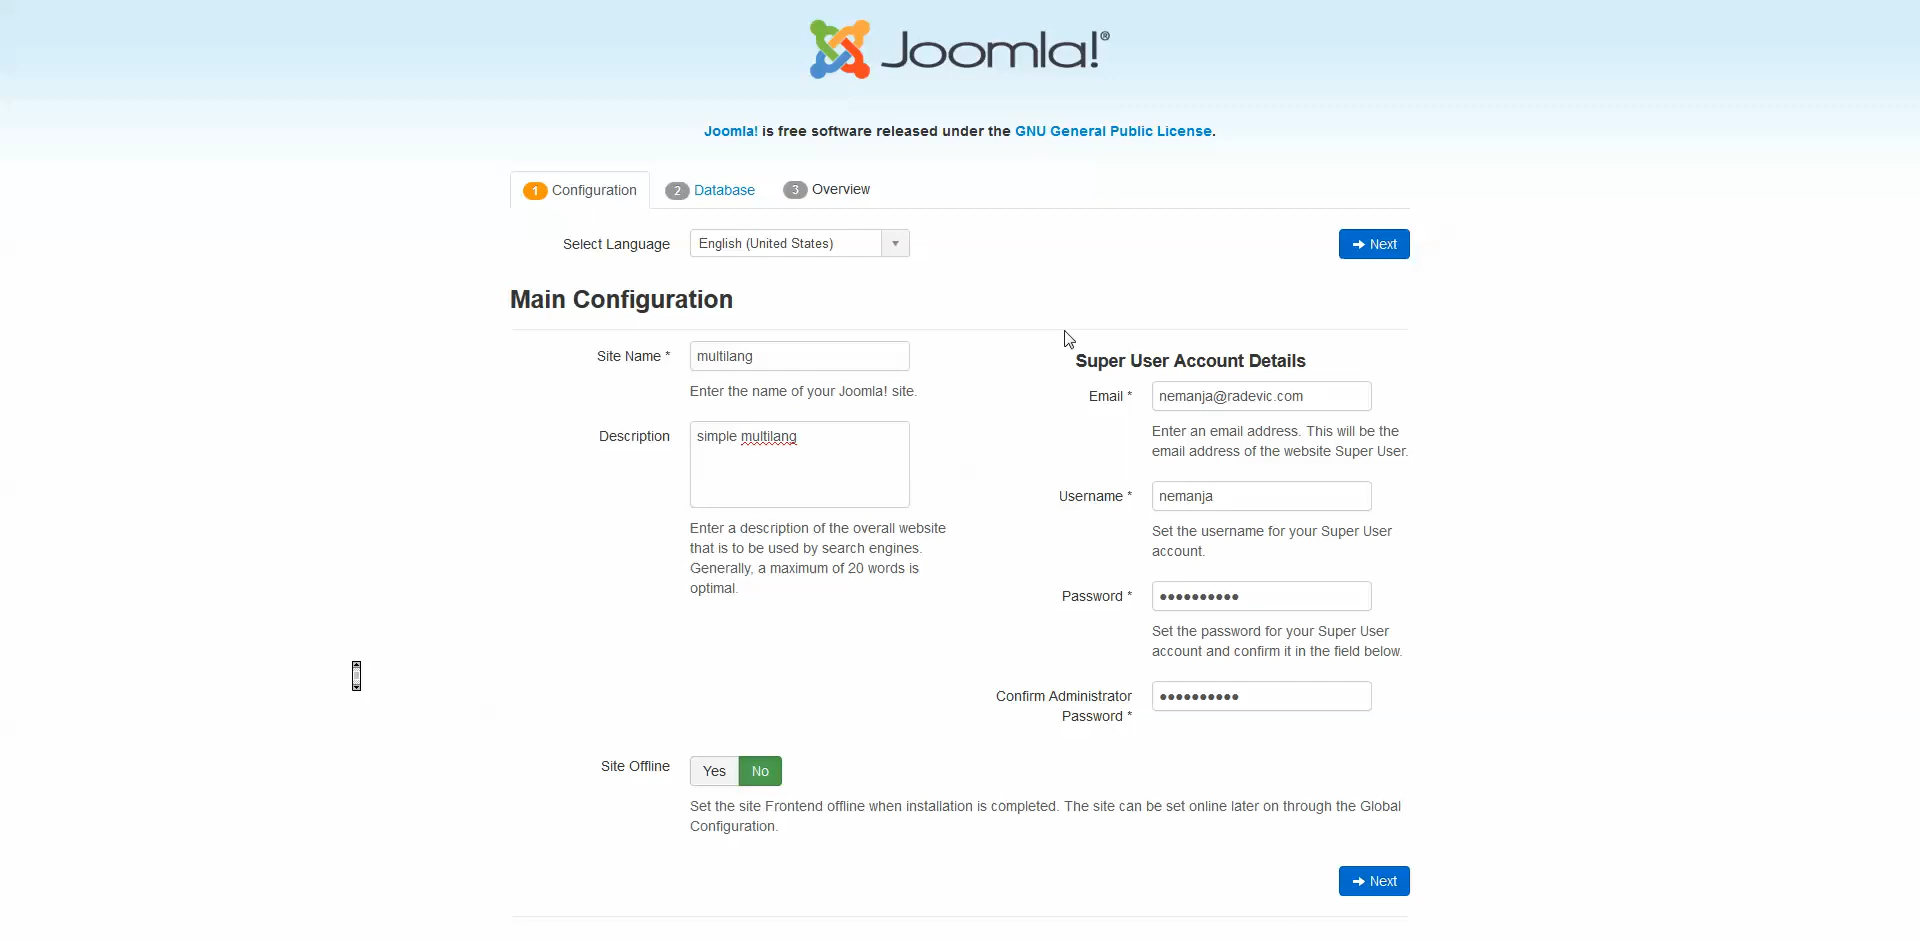 Joomla!®
Joomla! is free software released under the GNU General Public License.
1 Configuration
2 Database
3 Overview
Select Language
English (United States)
Next
Main Configuration
Site Name *
multilang
Enter the name of your Joomla! site.
Description
simple multilang
Enter a description of the overall website
that is to be used by search engines.
Generally, a maximum of 20 words is
optimal.
Super User Account Details
Email *
nemanja@radevic.com
Enter an email address. This will be the
email address of the website Super User.
Username *
nemanja
Set the username for your Super User
account.
Password *
●●●●●●●●●●
Set the password for your Super User
account and confirm it in the field below.
Confirm Administrator
Password *
●●●●●●●●●●
Site Offline
Yes
No
Set the site Frontend offline when installation is completed. The site can be set online later on through the Global
Configuration.
Next